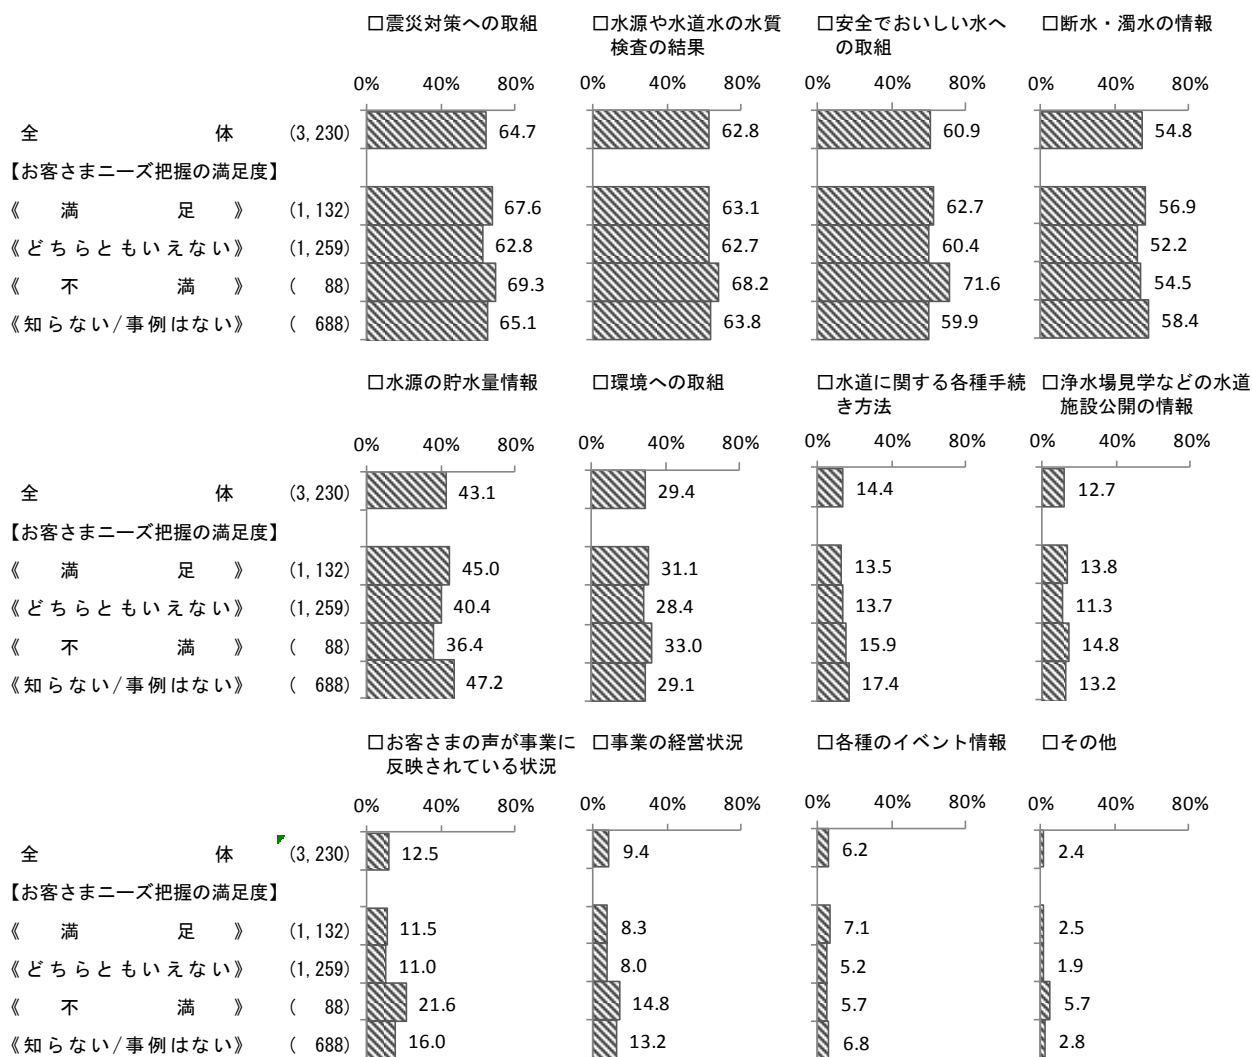 □震災対策への取組 □水源や水道水の水質 □安全でおいしい水へ □断水・濁水の情報
検査の結果 の取組
0% 40% 80% 0% 40% 80% 0% 40% 80% 0% 40% 80%
全 体 (3,230) 64.7 62.8 60.9 54.8
【お客さまニーズ把握の満足度】
《 満 足 》 (1,132) 67.6 63.1 62.7 56.9
《どちらともいえない》 (1,259) 62.8 62.7 60.4 52.2
《 不 満 》 ( 88) 69.3 68.2 71.6 54.5
《知らない/事例はない》 ( 688) 65.1 63.8 59.9 58.4
□水源の貯水量情報 □環境への取組 □水道に関する各種手続 □浄水場見学などの水道
き方法 施設公開の情報
0% 40% 80% 0% 40% 80% 0% 40% 80% 0% 40% 80%
全 体 (3,230) 43.1 29.4 14.4 12.7
【お客さまニーズ把握の満足度】
《 満 足 》 (1,132) 45.0 31.1 13.5 13.8
《どちらともいえない》 (1,259) 40.4 28.4 13.7 11.3
《 不 満 》 ( 88) 36.4 33.0 15.9 14.8
《知らない/事例はない》 ( 688) 47.2 29.1 17.4 13.2
□お客さまの声が事業に □事業の経営状況 □各種のイベント情報 □その他
反映されている状況
0% 40% 80% 0% 40% 80% 0% 40% 80% 0% 40% 80%
全 体 (3,230) 12.5 9.4 6.2 2.4
【お客さまニーズ把握の満足度】
《 満 足 》 (1,132) 11.5 8.3 7.1 2.5
《どちらともいえない》 (1,259) 11.0 8.0 5.2 1.9
《 不 満 》 ( 88) 21.6 14.8 5.7 5.7
《知らない/事例はない》 ( 688) 16.0 13.2 6.8 2.8